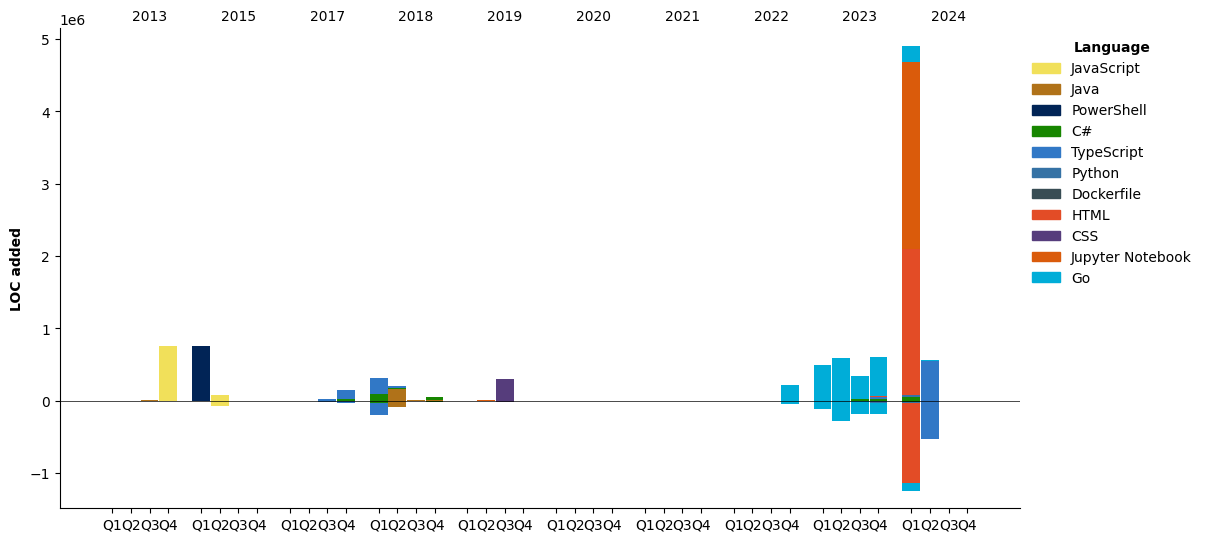 1e6
2013 2015 2017 2018 2019 2020 2021 2022 2023 2024
5
4
3
2
1
0
−1
LOC added
Q1Q2Q3Q4 Q1Q2Q3Q4 Q1Q2Q3Q4 Q1Q2Q3Q4 Q1Q2Q3Q4 Q1Q2Q3Q4 Q1Q2Q3Q4 Q1Q2Q3Q4 Q1Q2Q3Q4 Q1Q2Q3Q4
Language
JavaScript
Java
PowerShell
C#
TypeScript
Python
Dockerfile
HTML
CSS
Jupyter Notebook
Go